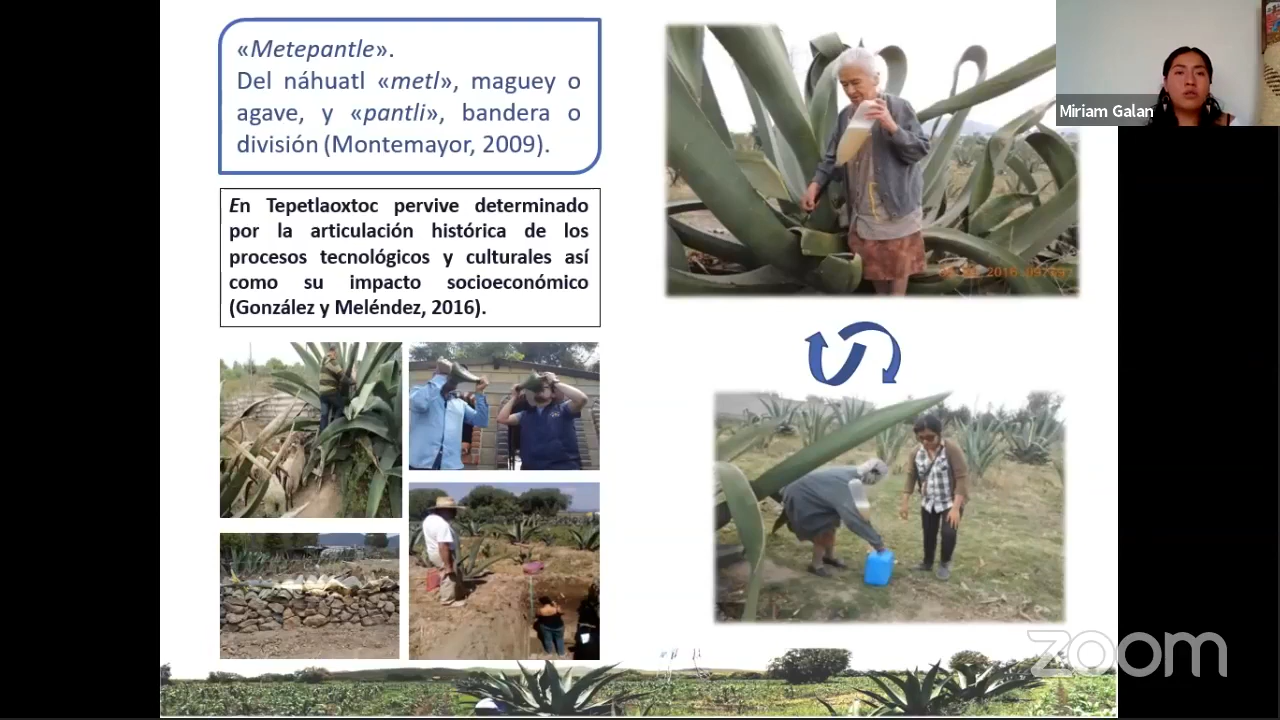 «Metepantle».
Del náhuatl «metl», maguey o
agave, y «pantli», bandera o
división (Montemayor, 2009).
En Tepetlaoxtoc pervive determinado
por la articulación histórica de los
procesos tecnológicos y culturales así
como su impacto socioeconómico
(González y Meléndez, 2016).
Miriam Galan
zoom